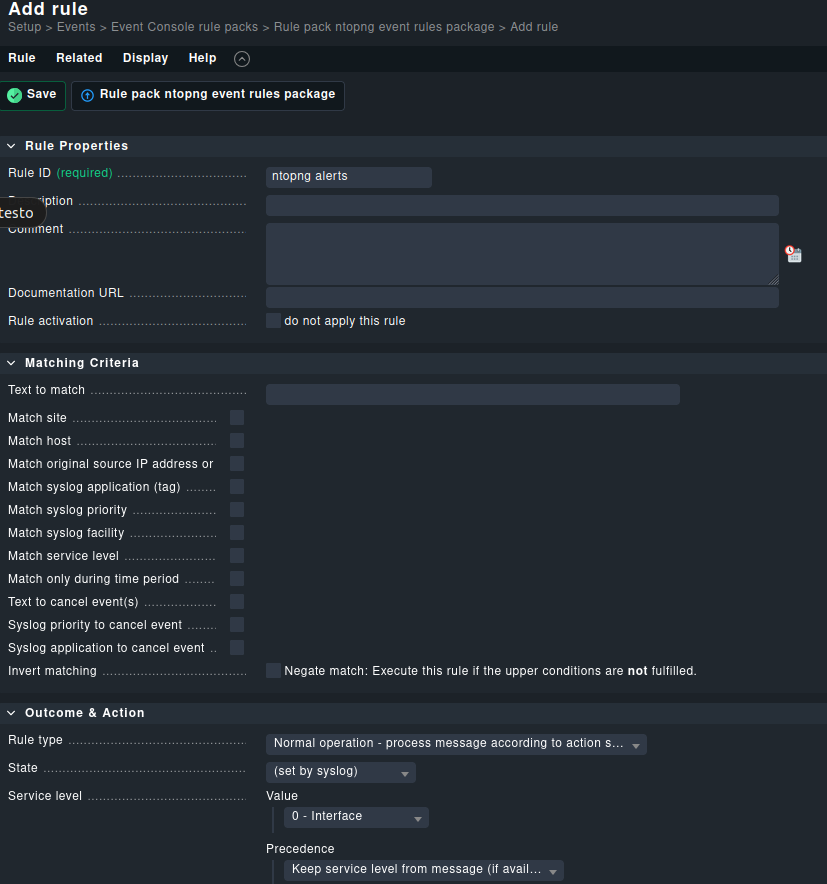 Add rule
Setup > Events > Event Console rule packs > Rule pack ntopng event rules package > Add rule
Rule Related Display Help
Save Rule pack ntopng event rules package
Rule Properties
Rule ID (required) ntopng alerts
ription
testo
Comment
Documentation URL
Rule activation do not apply this rule
Matching Criteria
Text to match
Match site
Match host
Match original source IP address or
Match syslog application (tag)
Match syslog priority
Match syslog facility
Match service level
Match only during time period
Text to cancel event(s)
Syslog priority to cancel event
Syslog application to cancel event
Invert matching Negate match: Execute this rule if the upper conditions are not fulfilled.
Outcome & Action
Rule type Normal operation - process message according to action s...
State (set by syslog)
Service level Value
0 - Interface
Precedence
Keep service level from message (if avail...